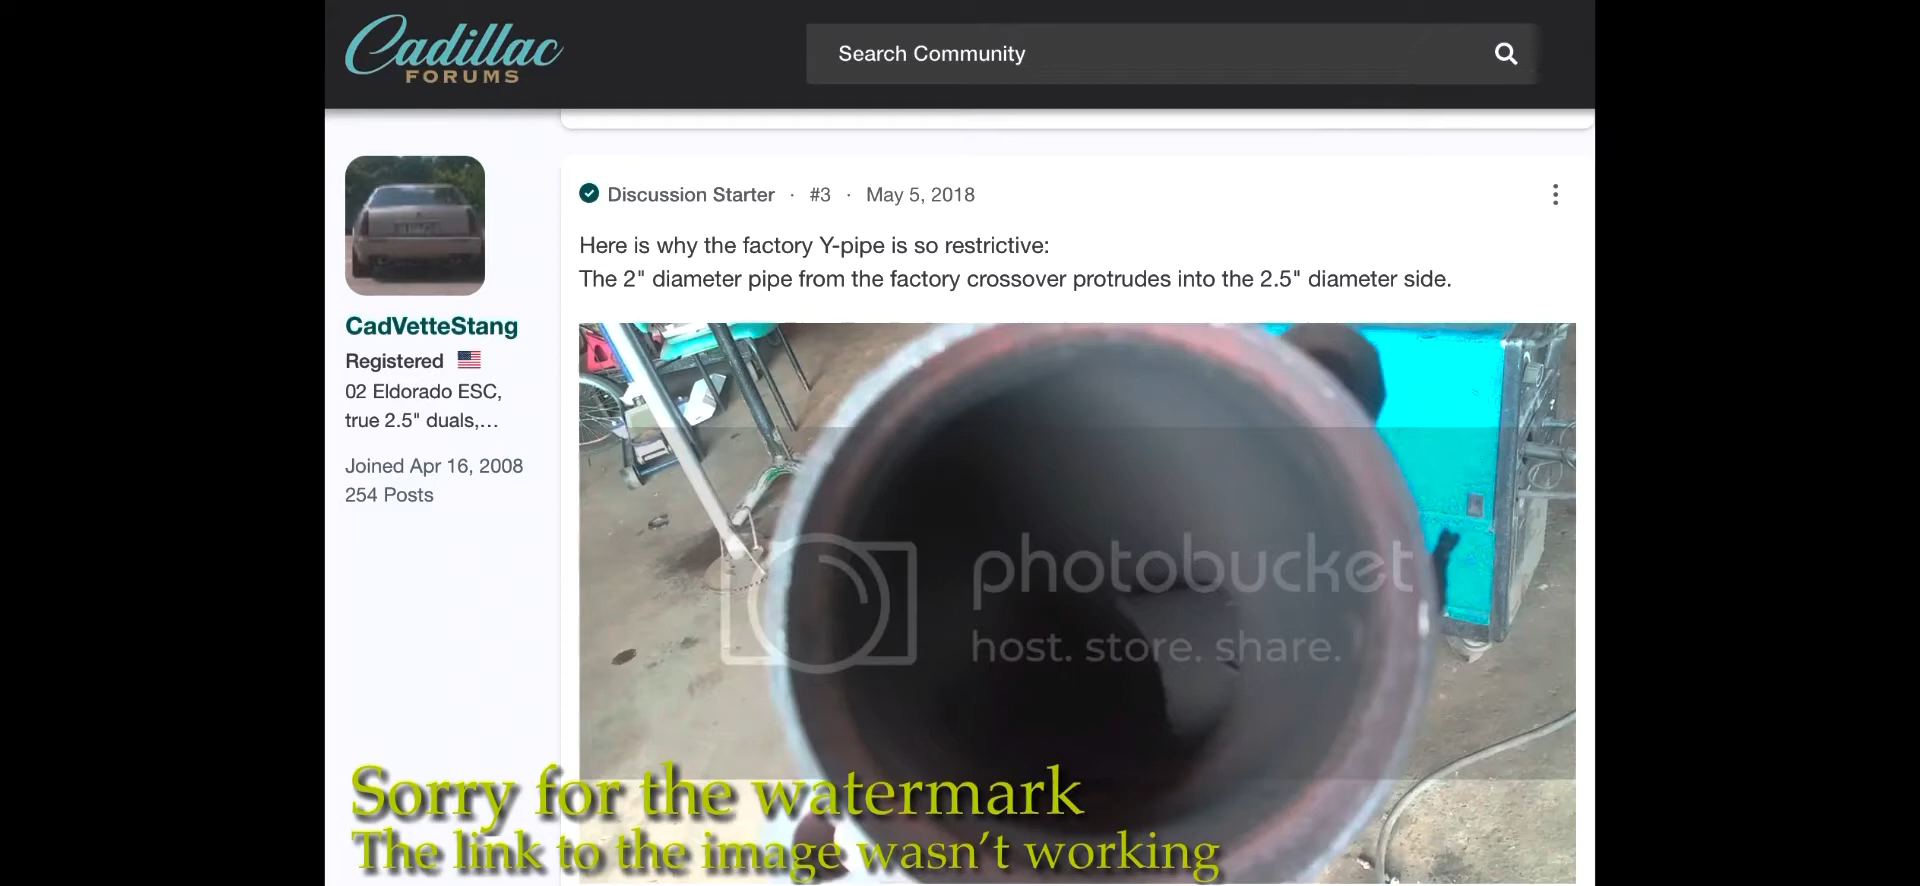 Cadillac
FORUMS
Search Community
Discussion Starter · #3 · May 5, 2018
Here is why the factory Y-pipe is so restrictive:
The 2" diameter pipe from the factory crossover protrudes into the 2.5" diameter side.
CadVetteStang
Registered
02 Eldorado ESC,
true 2.5" duals,...
Joined Apr 16, 2008
254 Posts
photobucket
host. store. share.
Sorry for the watermark
The link to the image wasn't working